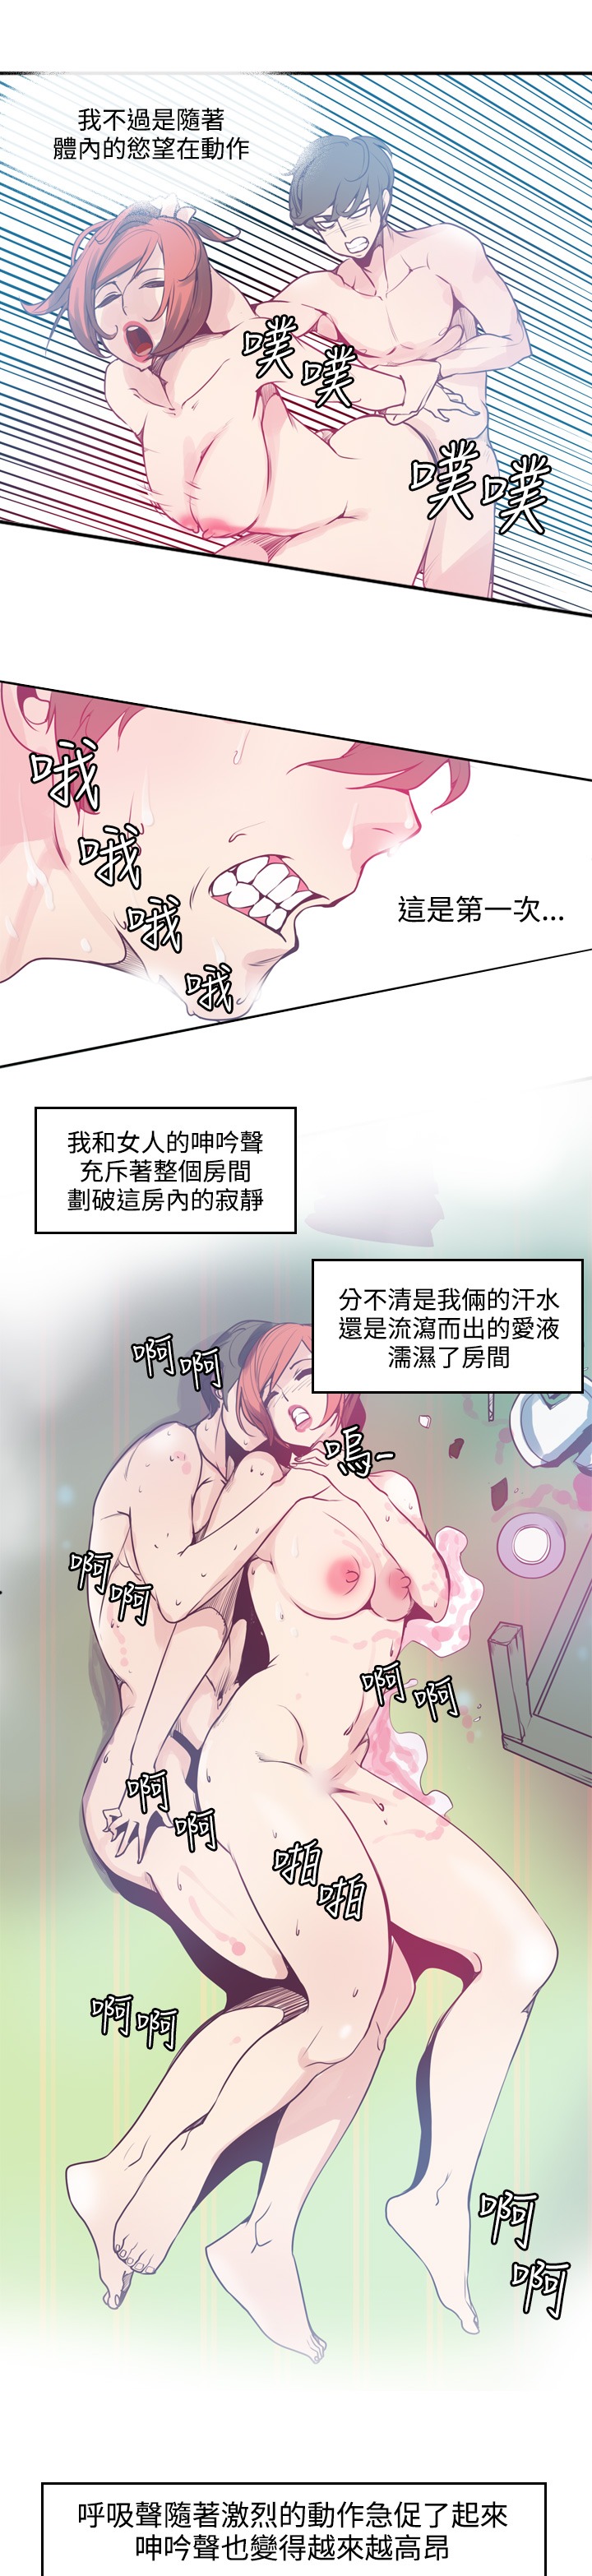 我不過是隨著
體內的慾望在動作
噗
噗
噗
噗
哦
哦
哦
哦
這是第一次...
我和女人的呻吟聲
充斥著整個房間
劃破這房內的寂靜
分不清是我倆的汗水
還是流瀉而出的愛液
濡濕了房間
啊
啊
嗚~
啊
啊
啊
啊
啊
啊
啪
啪
啊
啊
啊
啊
呼吸聲隨著激烈的動作急促了起來
呻吟聲也變得越來越高昂